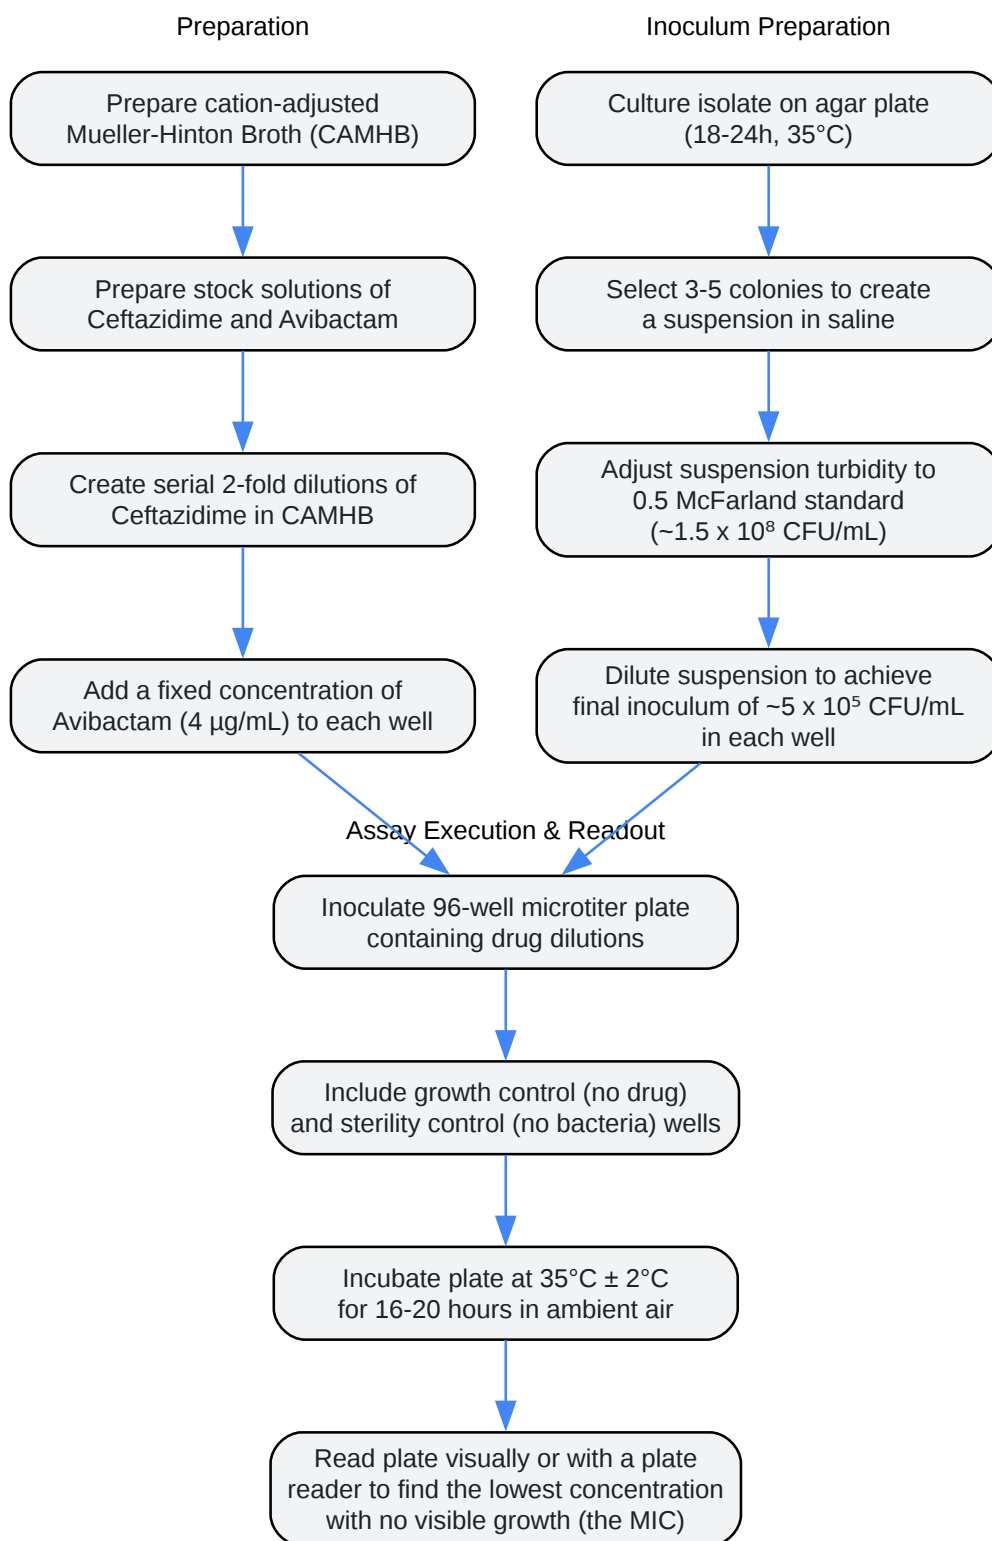 Preparation
Prepare cation-adjusted
Mueller-Hinton Broth (CAMHB)
Prepare stock solutions of
Ceftazidime and Avibactam
Create serial 2-fold dilutions of
Ceftazidime in CAMHB
Add a fixed concentration of
Avibactam (4 µg/mL) to each well
Inoculum Preparation
Culture isolate on agar plate
(18-24h, 35°C)
Select 3-5 colonies to create
a suspension in saline
Adjust suspension turbidity to
0.5 McFarland standard
(~1.5 x 10⁸ CFU/mL)
Dilute suspension to achieve
final inoculum of ~5 x 10⁵ CFU/mL
in each well
Assay Execution & Readout
Inoculate 96-well microtiter plate
containing drug dilutions
Include growth control (no drug)
and sterility control (no bacteria) wells
Incubate plate at 35°C ± 2°C
for 16-20 hours in ambient air
Read plate visually or with a plate
reader to find the lowest concentration
with no visible growth (the MIC)